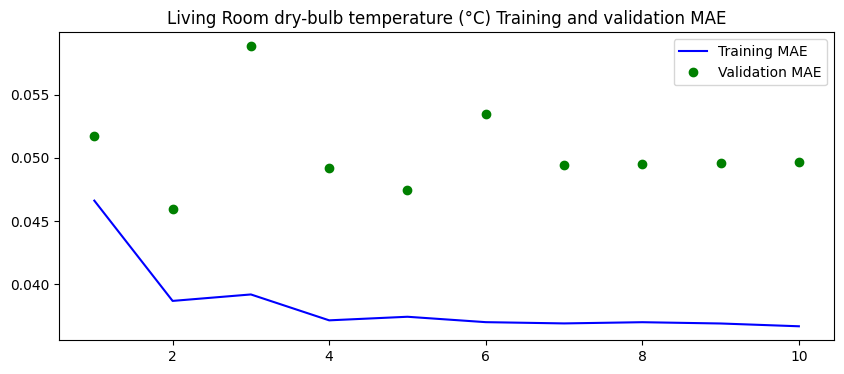 Living Room dry-bulb temperature (°C) Training and validation MAE
Training MAE
Validation MAE
0.055
0.050
0.045
0.040
2 4 6 8 10